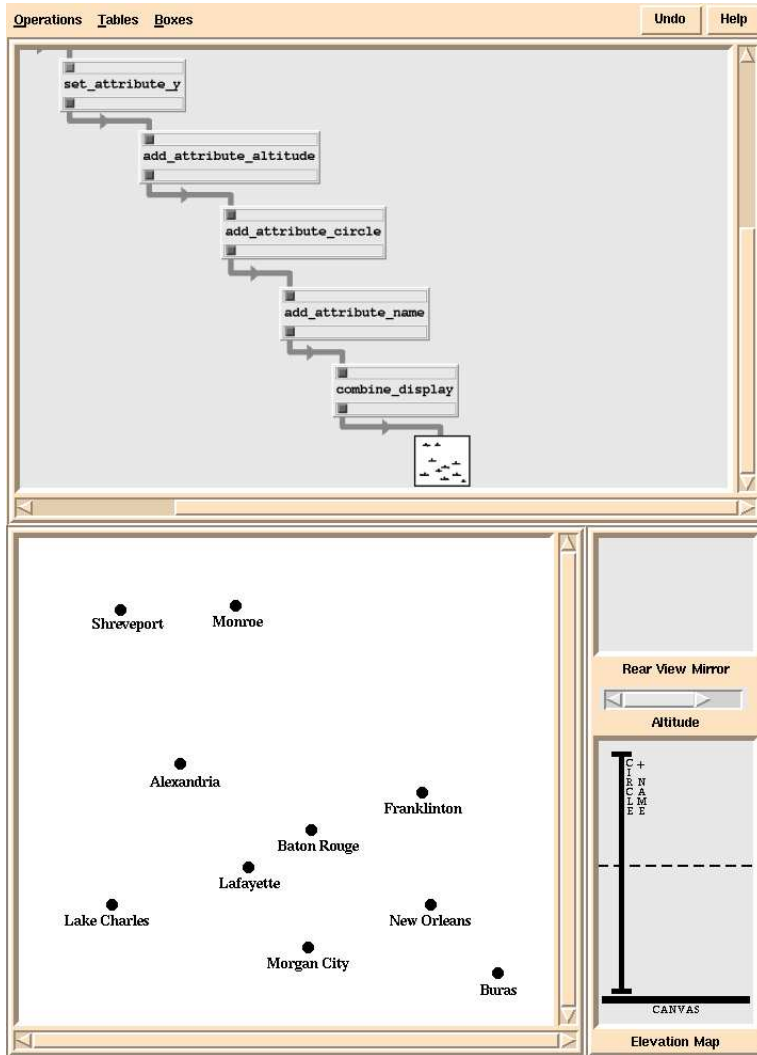 Operations Tables Boxes Undo Help
set_attribute_y
add_attribute_altitude
add_attribute_circle
add_attribute_name
combine_display
Shreveport
Monroe
Alexandria
Franklinton
Baton Rouge
Lafayette
Lake Charles
New Orleans
Morgan City
Buras
Rear View Mirror
Altitude
CIRCLE
+ NAME
CANVAS
Elevation Map